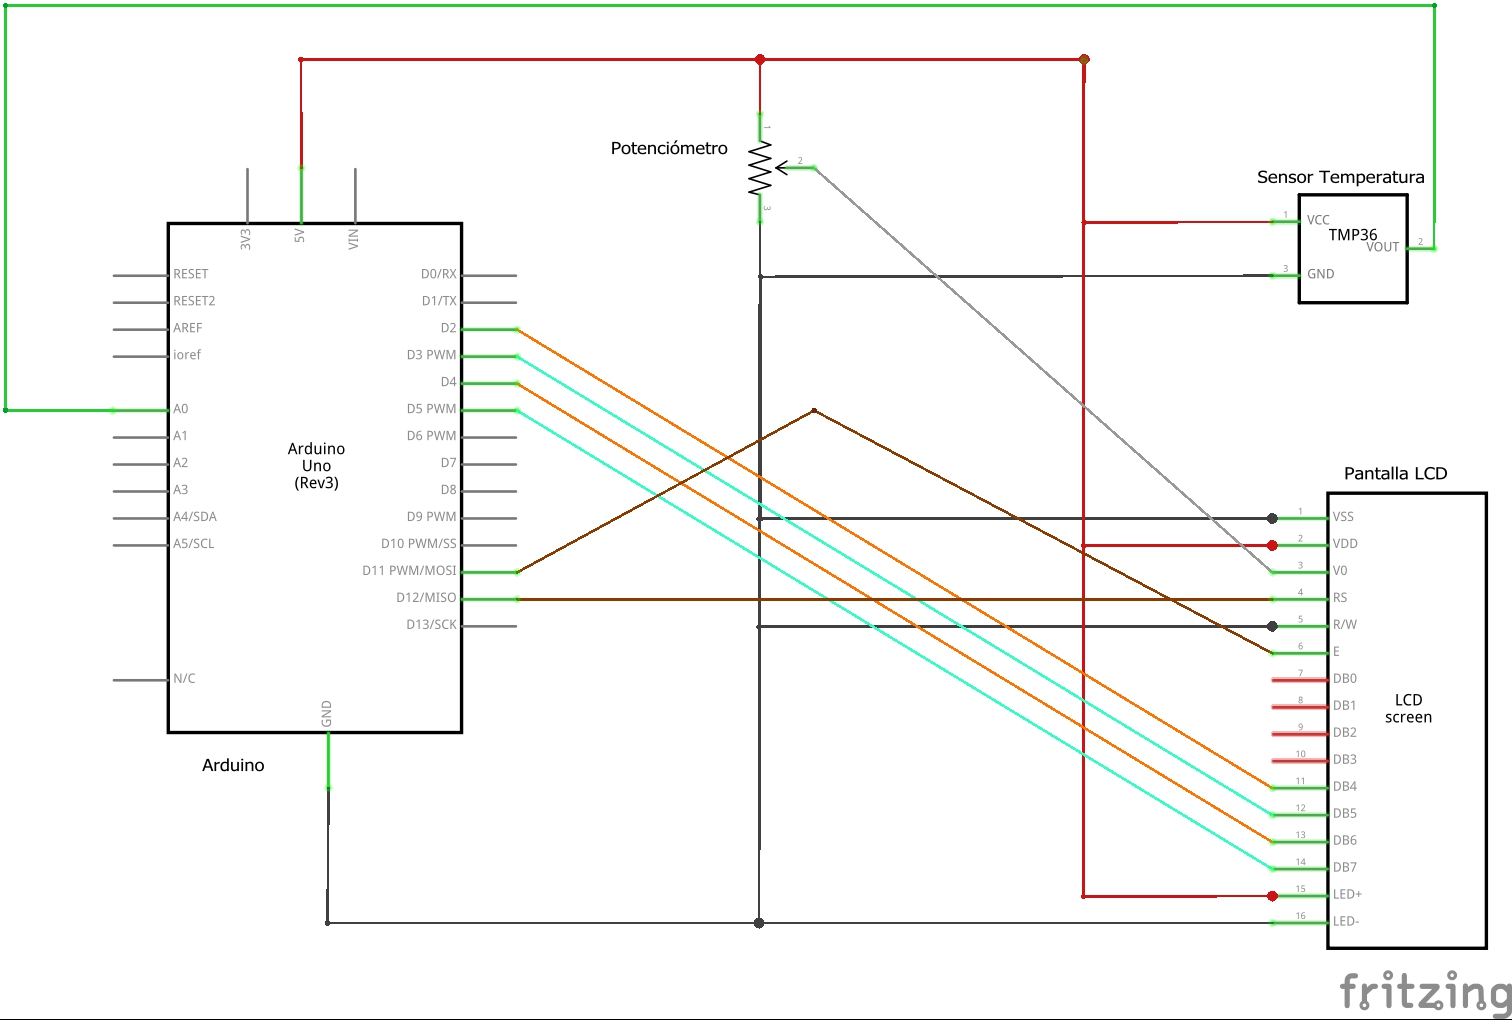 Potenciómetro
1
2
3
Sensor Temperatura
1
VCC
TMP36
VOUT
2
3
GND
3V3
5V
VIN
RESET
RESET2
AREF
ioref
A0
A1
A2
A3
A4/SDA
A5/SCL
N/C
Arduino
Uno
(Rev3)
D0/RX
D1/TX
D2
D3 PWM
D4
D5 PWM
D6 PWM
D7
D8
D9 PWM
D10 PWM/SS
D11 PWM/MOSI
D12/MISO
D13/SCK
GND
Arduino
Pantalla LCD
1 VSS
2 VDD
3 V0
4 RS
5 R/W
6 E
7 DB0
8 DB1
9 DB2
10 DB3
11 DB4
12 DB5
13 DB6
14 DB7
15 LED+
16 LED-
LCD
screen
fritzing